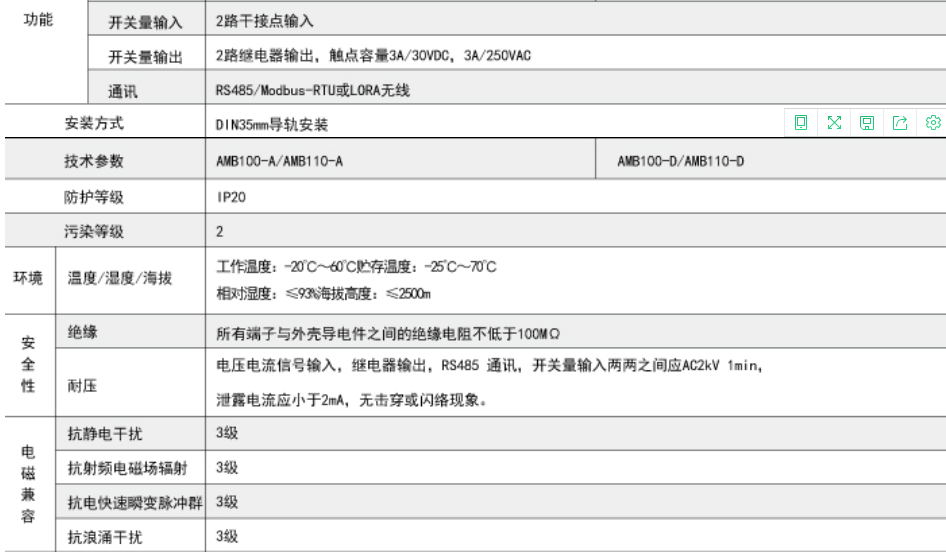 功能
开关量输入 2路干接点输入
开关量输出 2路继电器输出，触点容量3A/30VDC，3A/250VAC
通讯 RS485/Modbus-RTU或LORA无线
安装方式 DIN35mm导轨安装
技术参数 AMB100-A/AMB110-A AMB100-D/AMB110-D
防护等级 IP20
污染等级 2
环境 温度/湿度/海拔
工作温度：-20℃～60℃贮存温度：-25℃～70℃
相对湿度：≤93%海拔高度：≤2500m
安全性
绝缘 所有端子与外壳导电件之间的绝缘电阻不低于100MΩ
耐压
电压电流信号输入，继电器输出，RS485 通讯，开关量输入两两之间应AC2kV 1min，
泄露电流应小于2mA，无击穿或闪络现象。
电磁兼容
抗静电干扰 3级
抗射频电磁场辐射 3级
抗电快速瞬变脉冲群 3级
抗浪涌干扰 3级